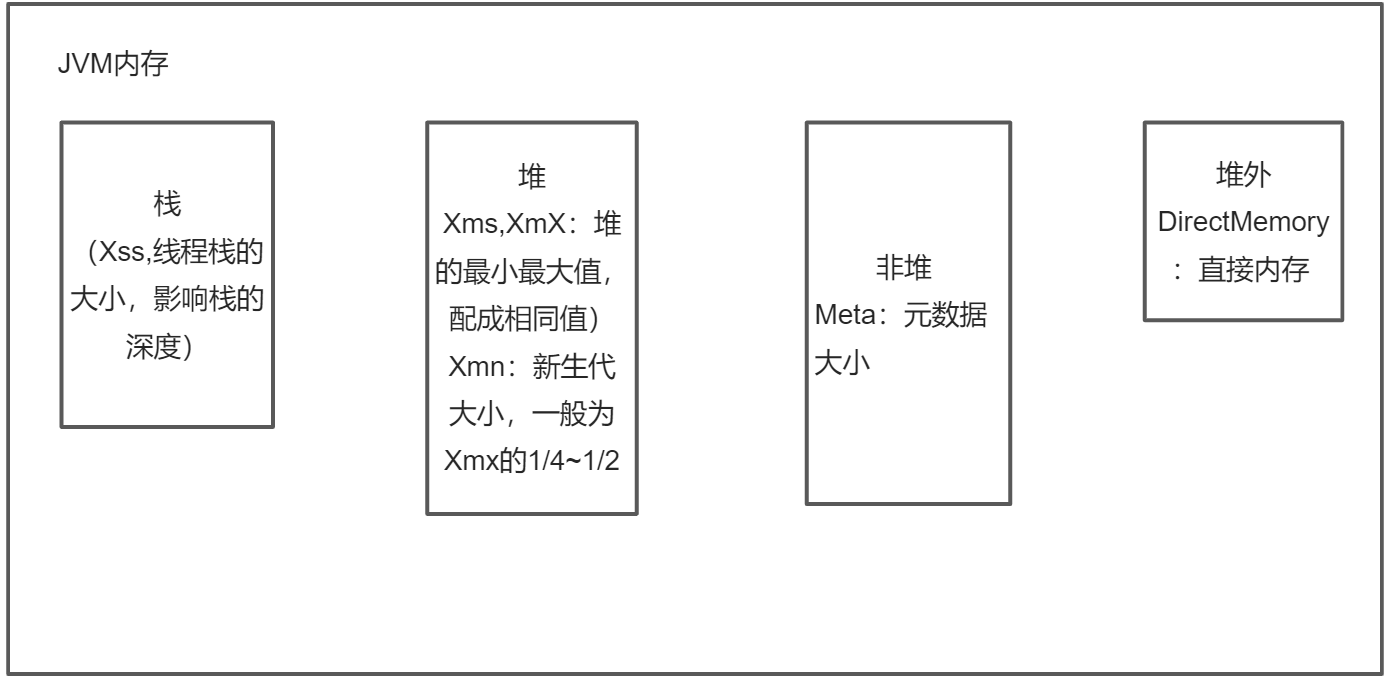 JVM内存
栈
（Xss,线程栈的
大小，影响栈的
深度）
堆
Xms,XmX：堆
的最小最大值，
配成相同值）
Xmn：新生代
大小，一般为
Xmx的1/4~1/2
非堆
Meta：元数据
大小
堆外
DirectMemory
：直接内存